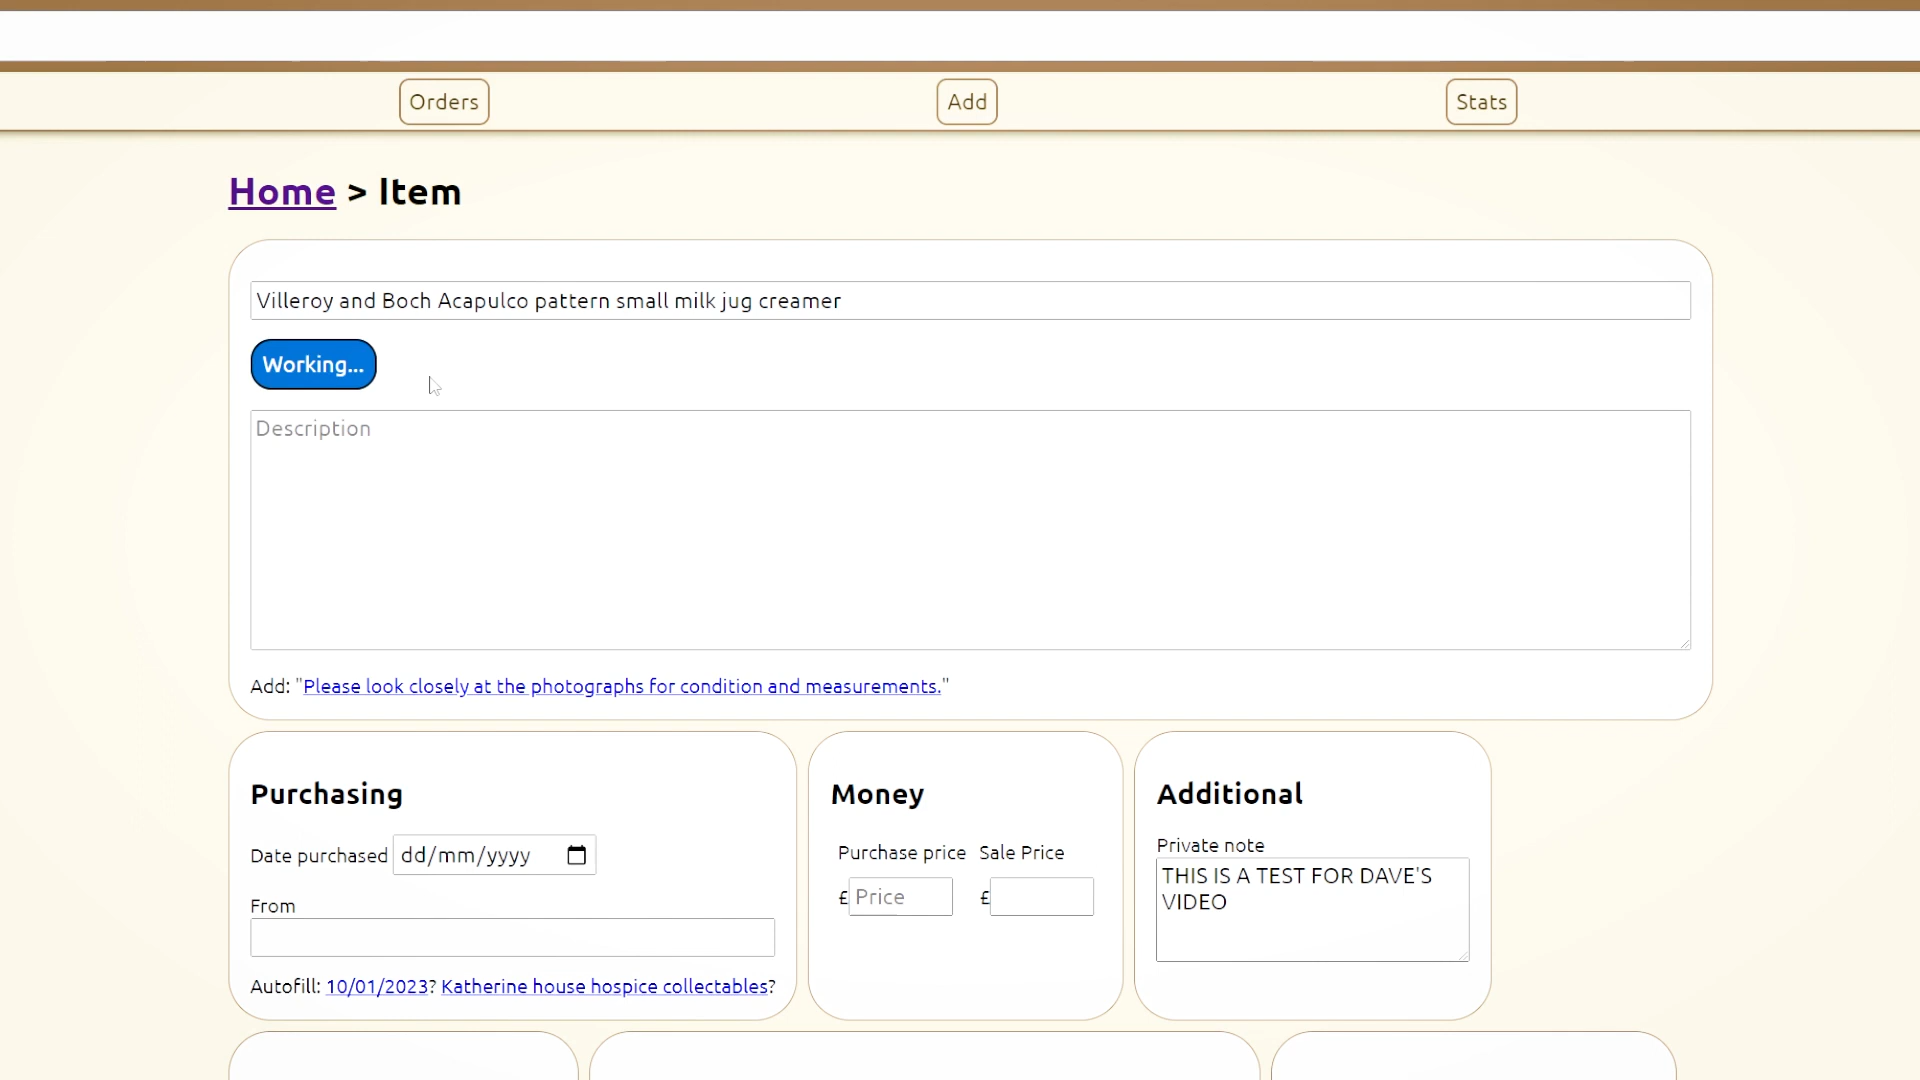 Orders Add Stats
Home > Item
Villeroy and Boch Acapulco pattern small milk jug creamer
Working...
Description
Add: "Please look closely at the photographs for condition and measurements."
Purchasing
Date purchased dd/mm/yyyy
From
Autofill: 10/01/2023? Katherine house hospice collectables?
Money
Purchase price Sale Price
£ Price £
Additional
Private note
THIS IS A TEST FOR DAVE'S
VIDEO